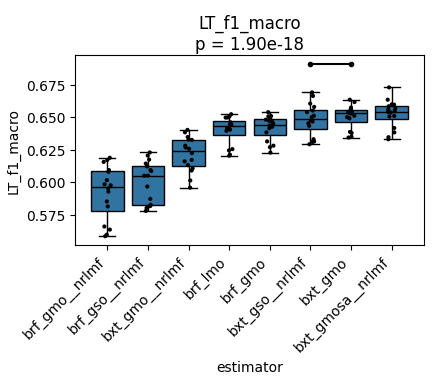 LT_f1_macro
p = 1.90e-18
LT_f1_macro
0.675
0.650
0.625
0.600
0.575
brf_gmo__nrlmf
brf_gso__nrlmf
bxt_gmo__nrlmf
brf_lmo
brf_gmo
bxt_gso__nrlmf
bxt_gmo
bxt_gmosa__nrlmf
estimator